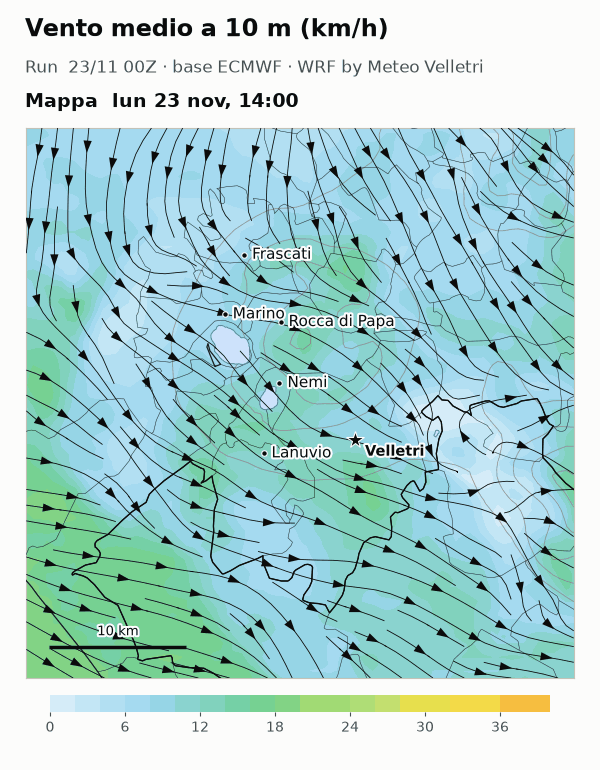 Vento medio a 10 m (km/h)
Run  23/11 00Z · base ECMWF · WRF by Meteo Velletri
Mappa  lun 23 nov, 14:00
Frascati
Marino
Rocca di Papa
Nemi
Velletri
Lanuvio
10 km
0 6 12 18 24 30 36